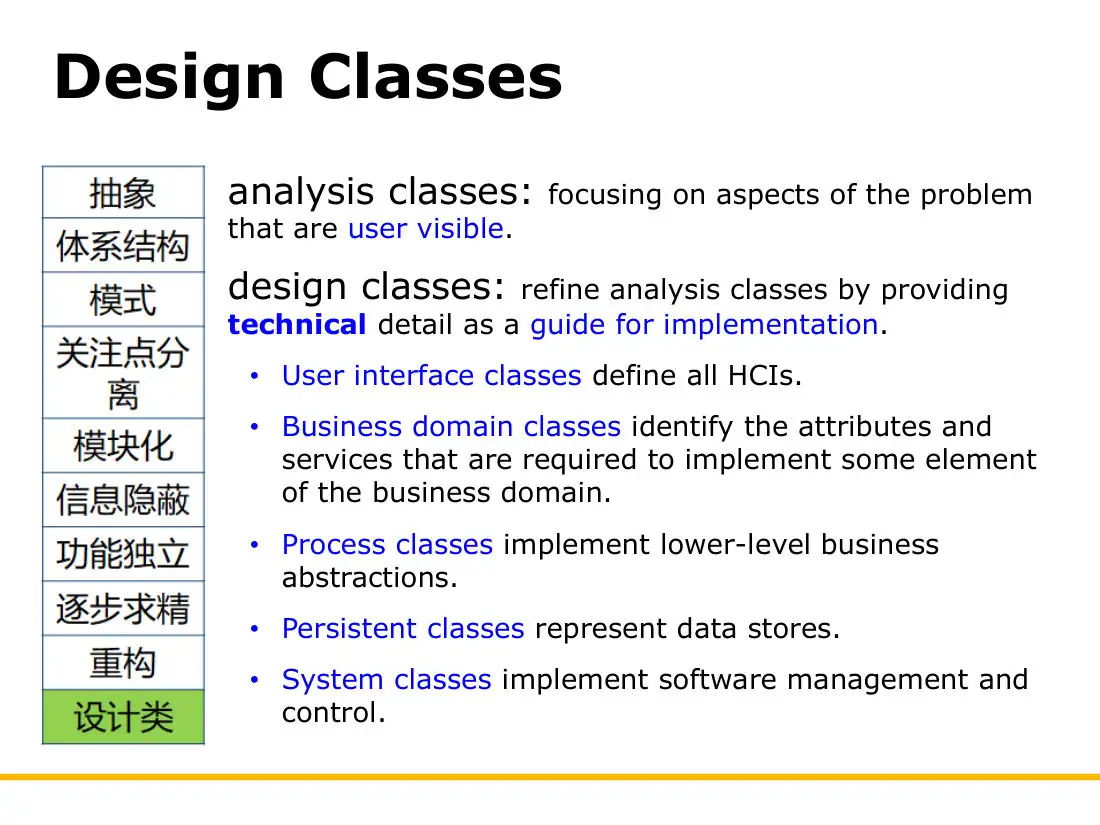 Design Classes
抽象
体系结构
模式
关注点分
离
模块化
信息隐蔽
功能独立
逐步求精
重构
设计类
analysis classes: focusing on aspects of the problem
that are user visible.
design classes: refine analysis classes by providing
technical detail as a guide for implementation.
• User interface classes define all HCIs.
• Business domain classes identify the attributes and
services that are required to implement some element
of the business domain.
• Process classes implement lower-level business
abstractions.
• Persistent classes represent data stores.
• System classes implement software management and
control.